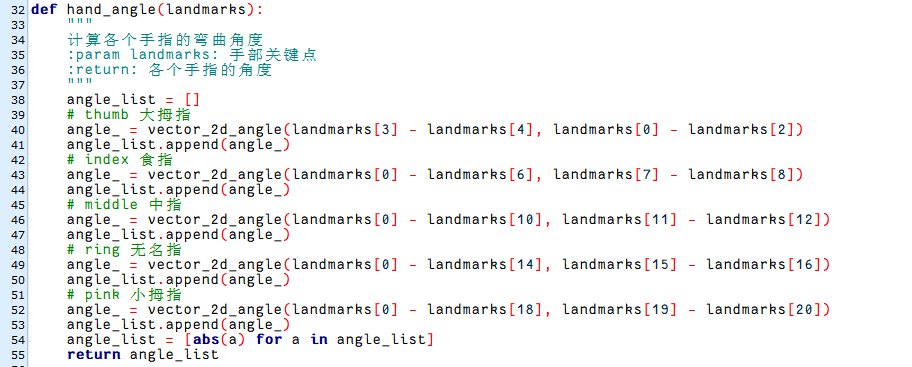 32 def hand_angle(landmarks):
33     """
34     计算各个手指的弯曲角度
35     :param landmarks: 手部关键点
36     :return: 各个手指的角度
37     """
38     angle_list = []
39     # thumb 大拇指
40     angle_ = vector_2d_angle(landmarks[3] - landmarks[4], landmarks[0] - landmarks[2])
41     angle_list.append(angle_)
42     # index 食指
43     angle_ = vector_2d_angle(landmarks[0] - landmarks[6], landmarks[7] - landmarks[8])
44     angle_list.append(angle_)
45     # middle 中指
46     angle_ = vector_2d_angle(landmarks[0] - landmarks[10], landmarks[11] - landmarks[12])
47     angle_list.append(angle_)
48     # ring 无名指
49     angle_ = vector_2d_angle(landmarks[0] - landmarks[14], landmarks[15] - landmarks[16])
50     angle_list.append(angle_)
51     # pink 小拇指
52     angle_ = vector_2d_angle(landmarks[0] - landmarks[18], landmarks[19] - landmarks[20])
53     angle_list.append(angle_)
54     angle_list = [abs(a) for a in angle_list]
55     return angle_list